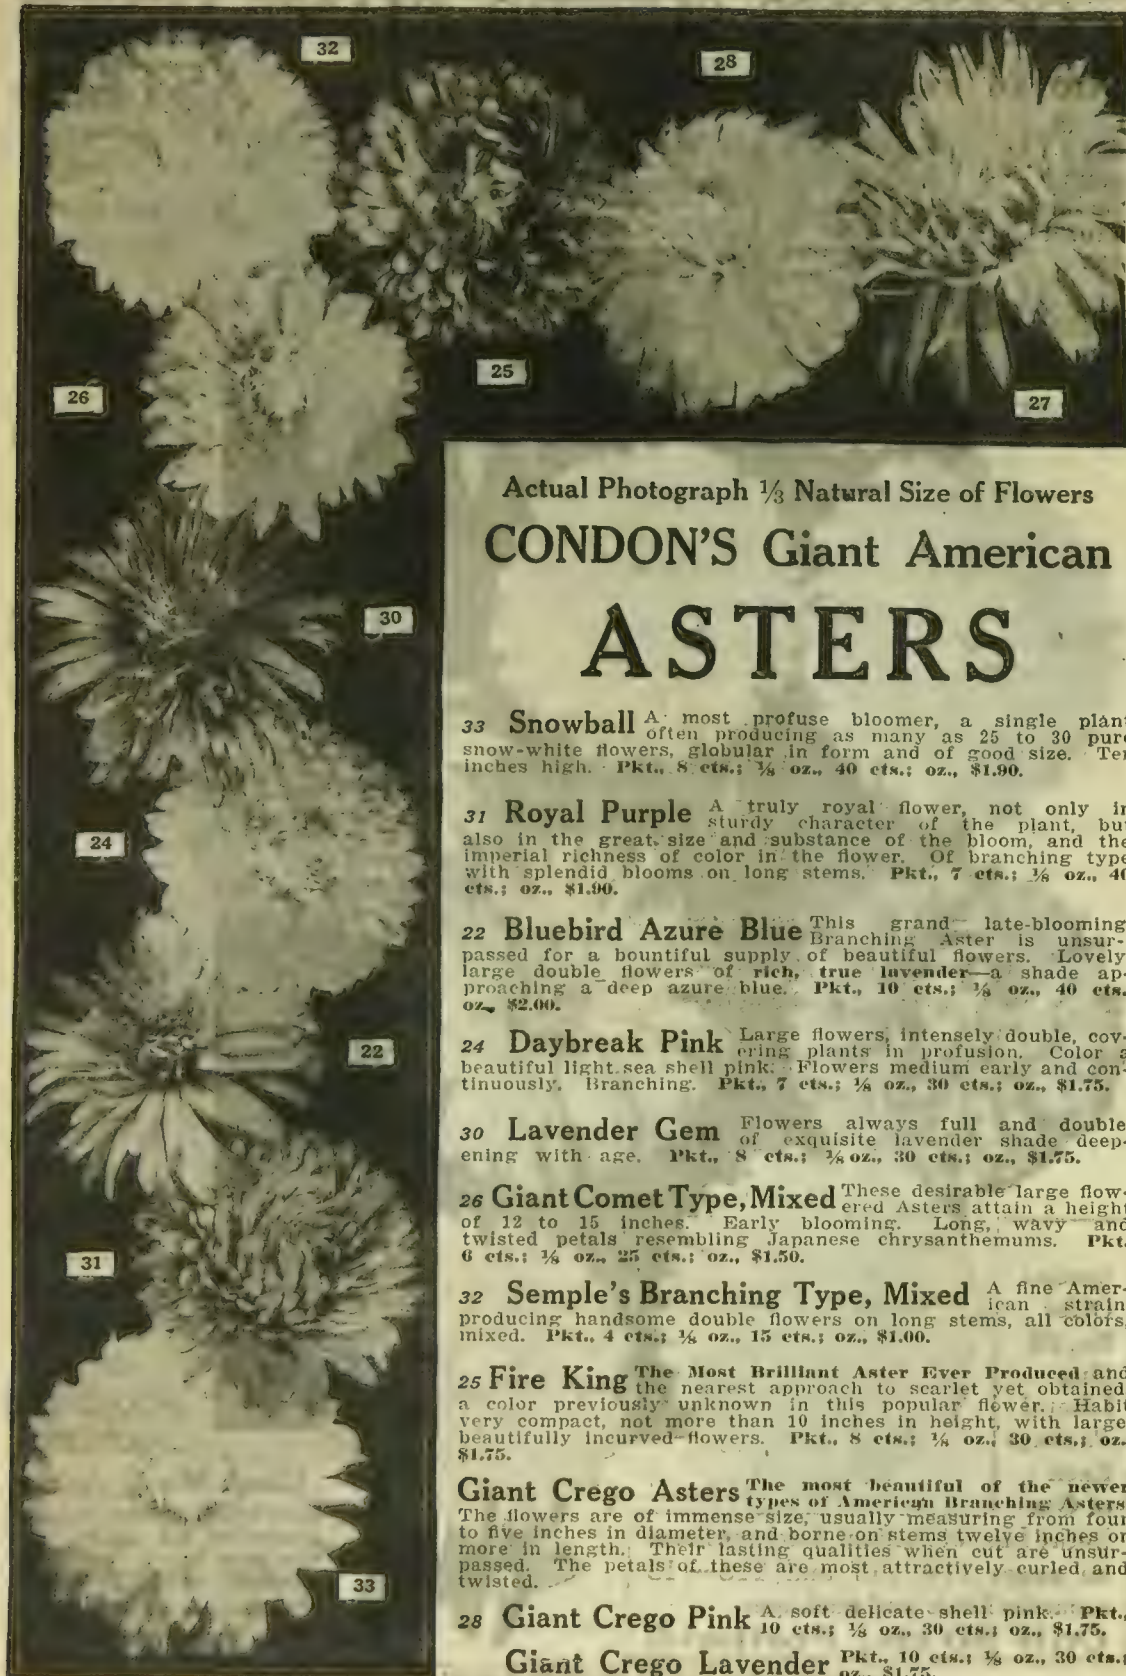 32
28
26
25
27
Actual Photograph ⅓ Natural Size of Flowers
CONDON'S Giant American
ASTERS
30
24
22
31
33
33 Snowball A most profuse bloomer, a single plant
often producing as many as 25 to 30 pure
snow-white flowers, globular in form and of good size. Ten
inches high. Pkt., 8 cts.; ⅛ oz., 40 cts.; oz., $1.90.
31 Royal Purple A truly royal flower, not only in
sturdy character of the plant, but
also in the great size and substance of the bloom, and the
imperial richness of color in the flower. Of branching type
with splendid blooms on long stems. Pkt., 7 cts.; ⅛ oz., 40
cts.; oz., $1.90.
22 Bluebird Azure Blue This grand late-blooming
Branching Aster is unsur-
passed for a bountiful supply of beautiful flowers. Lovely
large double flowers of rich, true lavender—a shade ap-
proaching a deep azure blue. Pkt., 10 cts.; ⅛ oz., 40 cts.
oz., $2.00.
24 Daybreak Pink Large flowers, intensely double, cov-
ering plants in profusion. Color a
beautiful light sea shell pink. Flowers medium early and con-
tinuously. Branching. Pkt., 7 cts.; ⅛ oz., 30 cts.; oz., $1.75.
30 Lavender Gem Flowers always full and double
of exquisite lavender shade deep-
ening with age. Pkt., 8 cts.; ⅛ oz., 30 cts.; oz., $1.75.
26 Giant Comet Type, Mixed These desirable large flow-
ered Asters attain a height
of 12 to 15 inches. Early blooming. Long, wavy and
twisted petals resembling Japanese chrysanthemums. Pkt.
6 cts.; ⅛ oz., 25 cts.; oz., $1.50.
32 Semple's Branching Type, Mixed A fine Amer-
ican strain
producing handsome double flowers on long stems, all colors,
mixed. Pkt., 4 cts.; ⅛ oz., 15 cts.; oz., $1.00.
25 Fire King The Most Brilliant Aster Ever Produced and
the nearest approach to scarlet yet obtained
a color previously unknown in this popular flower. Habit
very compact, not more than 10 inches in height, with large
beautifully incurved flowers. Pkt., 8 cts.; ⅛ oz., 30 cts.; oz.
$1.75.
Giant Crego Asters The most beautiful of the newer
types of American Branching Asters
The flowers are of immense size, usually measuring from four
to five inches in diameter, and borne on stems twelve inches or
more in length. Their lasting qualities when cut are unsur-
passed. The petals of these are most attractively curled and
twisted.
28 Giant Crego Pink A soft delicate shell pink. Pkt.,
10 cts.; ⅛ oz., 30 cts.; oz., $1.75.
Giant Crego Lavender Pkt., 10 cts.; ⅛ oz., 30 cts.;
oz., $1.75.